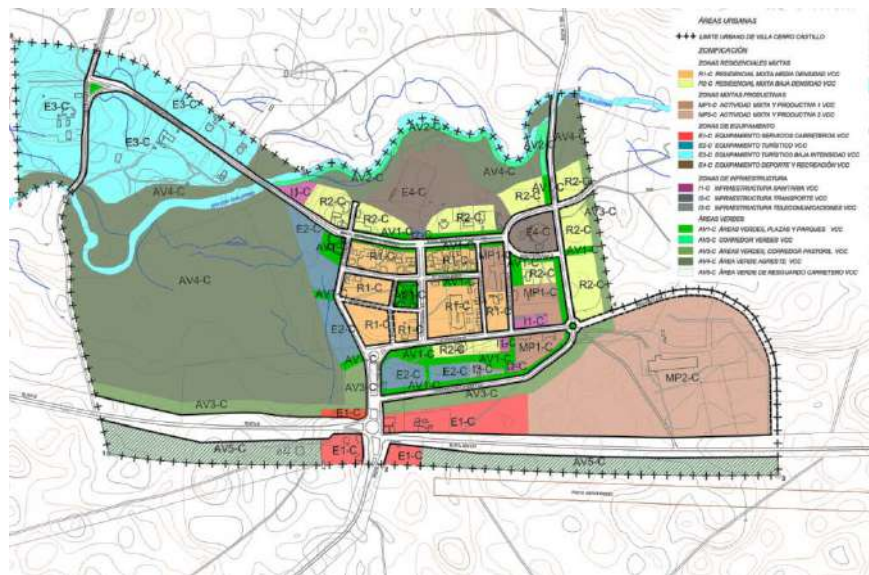 ÁREAS URBANAS
LIMITE URBANO DE VILLA CERRO CASTILLO
ZONIFICACIÓN
ZONAS RESIDENCIALES MIXTAS
R1-C RESIDENCIAL MIXTA MEDIA DENSIDAD VCC
R2-C RESIDENCIAL MIXTA BAJA DENSIDAD VCC
ZONAS MIXTAS PRODUCTIVAS
MP1-C ACTIVIDAD MIXTA Y PRODUCTIVA 1 VCC
MP2-C ACTIVIDAD MIXTA Y PRODUCTIVA 2 VCC
ZONAS DE EQUIPAMIENTO
E1-C EQUIPAMIENTO SERVICIOS CARRETEROS VCC
E2-C EQUIPAMIENTO TURÍSTICO VCC
E3-C EQUIPAMIENTO TURÍSTICO BAJA INTENSIDAD VCC
E4-C EQUIPAMIENTO DEPORTE Y RECREACIÓN VCC
ZONAS DE INFRAESTRUCTURA
I1-C INFRAESTRUCTURA SANITARIA VCC
I2-C INFRAESTRUCTURA TRANSPORTE VCC
I3-C INFRAESTRUCTURA TELECOMUNICACIONES VCC
ÁREAS VERDES
AV1-C ÁREAS VERDES, PLAZAS Y PARQUES VCC
AV2-C CORREDOR VERDES VCC
AV3-C ÁREAS VERDES, CORREDOR PASTORIL VCC
AV4-C ÁREA VERDE AGRESTE VCC
AV5-C ÁREA VERDE DE RESGUARDO CARRETERO VCC
E3-C
E3-C
E3-C
AV2-C
AV4-C
AV4-C
AV2-C
I1-C
E4-C
R2-C
R2-C
R2-C
R2-C
R2-C
AV3-C
E2-C
AV1-C
E4-C
R2-C
AV1-C
R1-C
R1-C
R2-C
AV4-C
R1-C
R1-C
MP1-C
MP1-C
R2-C
E2-C
R1-C
R1-C
R1-C
I1-C
R2-C
MP1-C
AV1-C
AV1-C
E2-C
E2-C
MP2-C
AV3-C
AV3-C
AV3-C
E1-C
E1-C
AV5-C
E1-C
E1-C
AV5-C